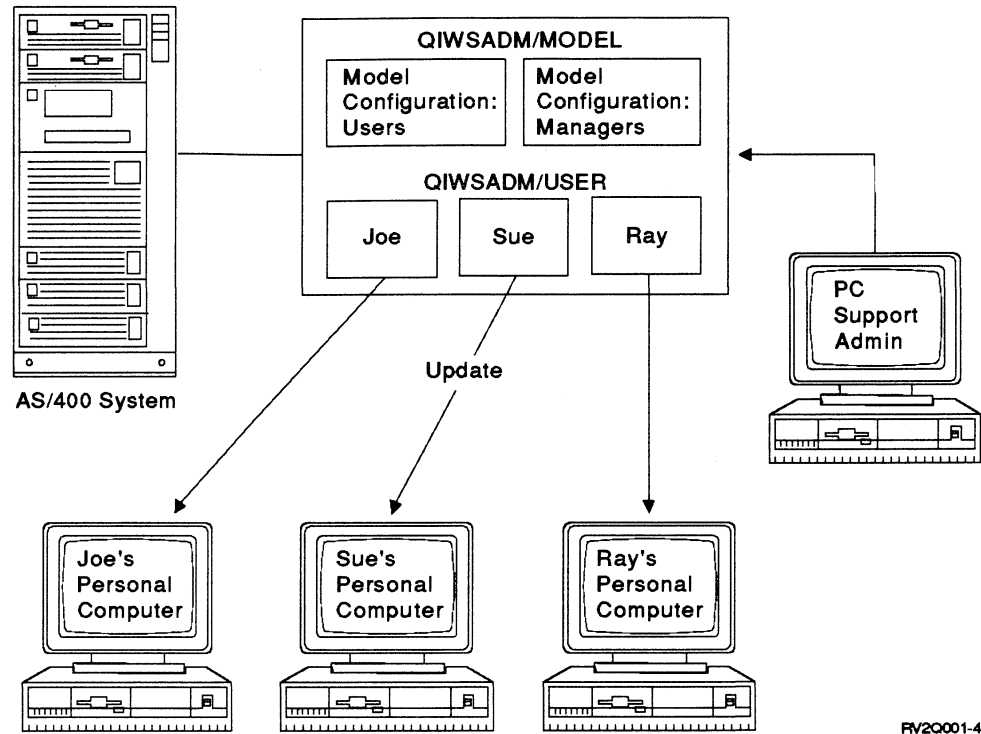 QIWSADM/MODEL
Model
Configuration:
Users
Model
Configuration:
Managers
QIWSADM/USER
Joe
Sue
Ray
PC
Support
Admin
AS/400 System
Update
Joe's
Personal
Computer
Sue's
Personal
Computer
Ray's
Personal
Computer
RV2Q001-4